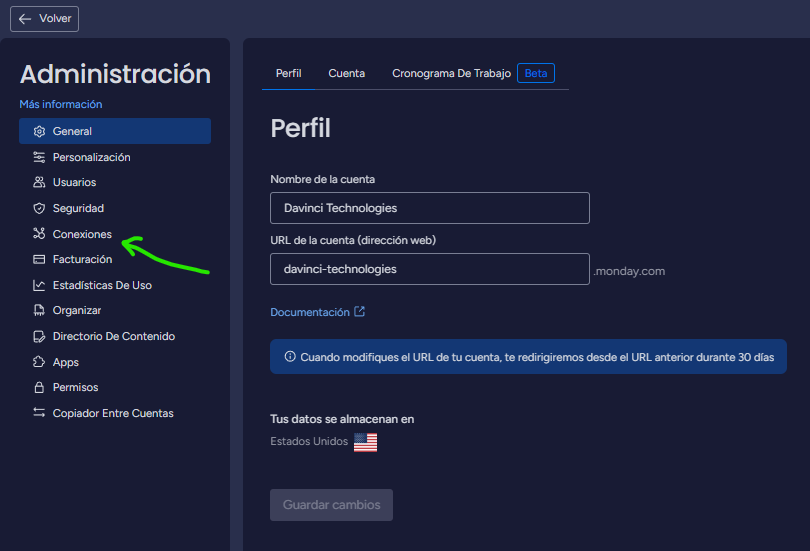 Volver
Administración
Más información
General
Personalización
Usuarios
Seguridad
Conexiones
Facturación
Estadísticas De Uso
Organizar
Directorio De Contenido
Apps
Permisos
Copiador Entre Cuentas
Perfil
Cuenta
Cronograma De Trabajo Beta
Perfil
Nombre de la cuenta
Davinci Technologies
URL de la cuenta (dirección web)
davinci-technologies .monday.com
Documentación
Cuando modifiques el URL de tu cuenta, te redirigiremos desde el URL anterior durante 30 días
Tus datos se almacenan en
Estados Unidos
Guardar cambios